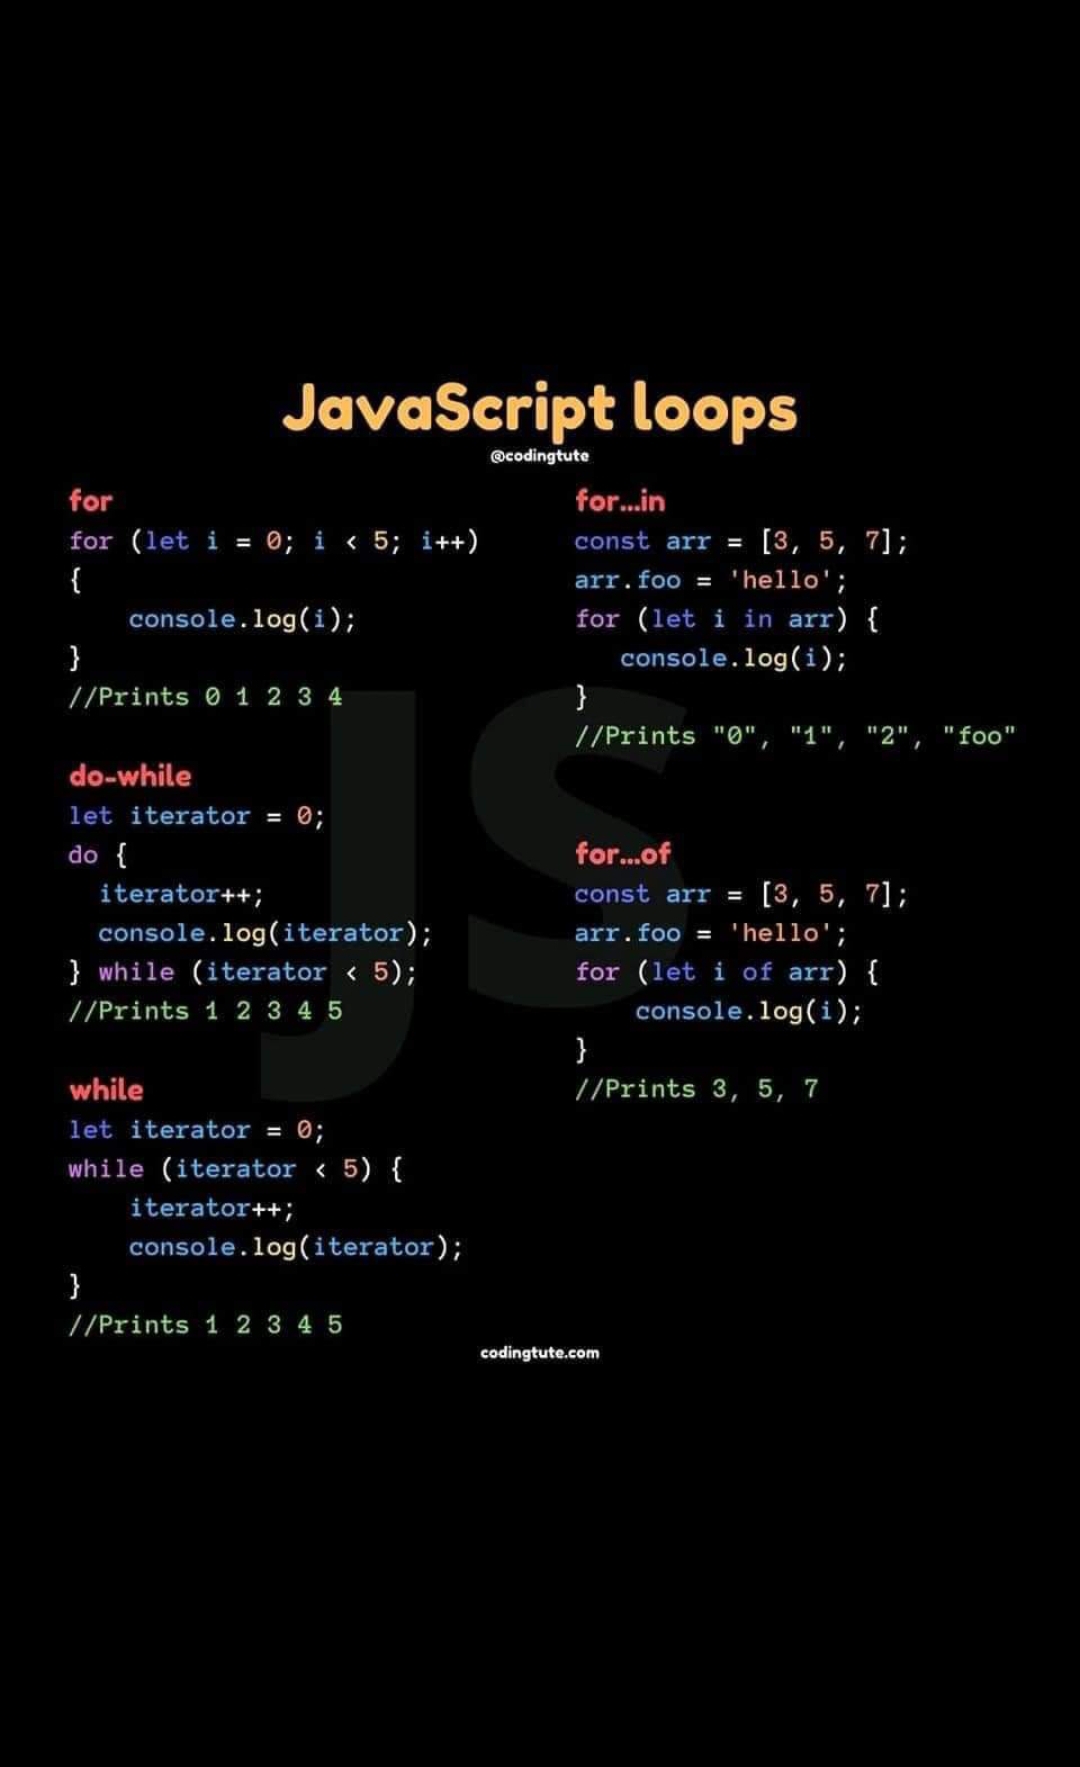 JavaScript loops
@codingtute
for
for (let i = 0; i < 5; i++)
{
    console.log(i);
}
//Prints 0 1 2 3 4
do-while
let iterator = 0;
do {
  iterator++;
  console.log(iterator);
} while (iterator < 5);
//Prints 1 2 3 4 5
while
let iterator = 0;
while (iterator < 5) {
    iterator++;
    console.log(iterator);
}
//Prints 1 2 3 4 5
for...in
const arr = [3, 5, 7];
arr.foo = 'hello';
for (let i in arr) {
   console.log(i);
}
//Prints "0", "1", "2", "foo"
for...of
const arr = [3, 5, 7];
arr.foo = 'hello';
for (let i of arr) {
    console.log(i);
}
//Prints 3, 5, 7
JS
codingtute.com